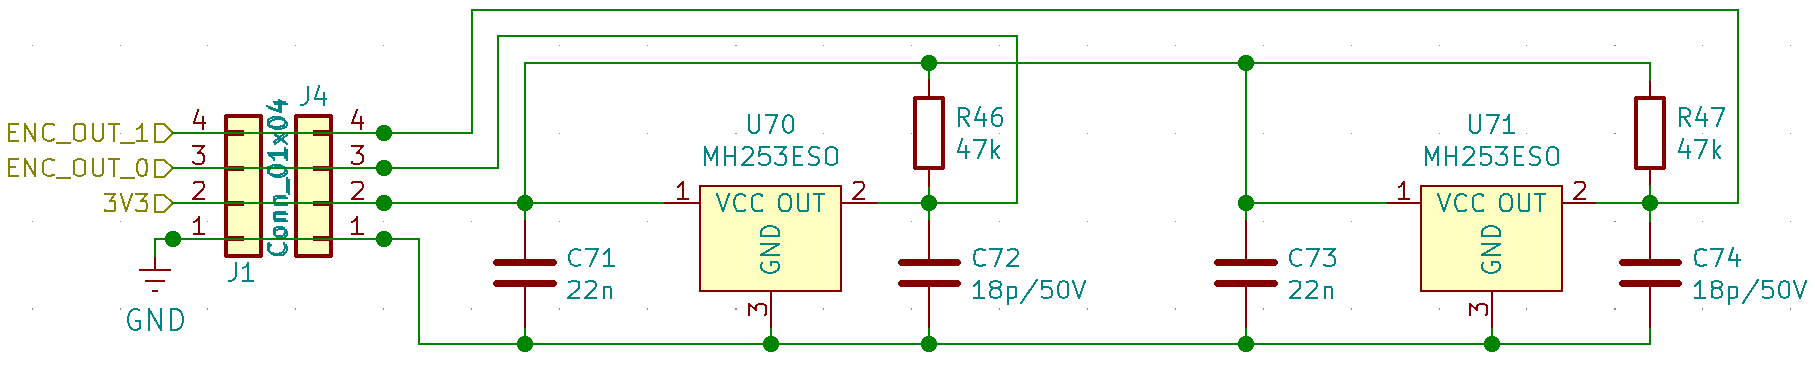 ENC_OUT_1
ENC_OUT_0
3V3
GND
4
3
2
1
J1
Conn_01x04
J4
4
3
2
1
C71
22n
U70
MH253ESO
1
VCC OUT
GND
2
3
R46
47k
C72
18p/50V
C73
22n
U71
MH253ESO
1
VCC OUT
GND
2
3
R47
47k
C74
18p/50V